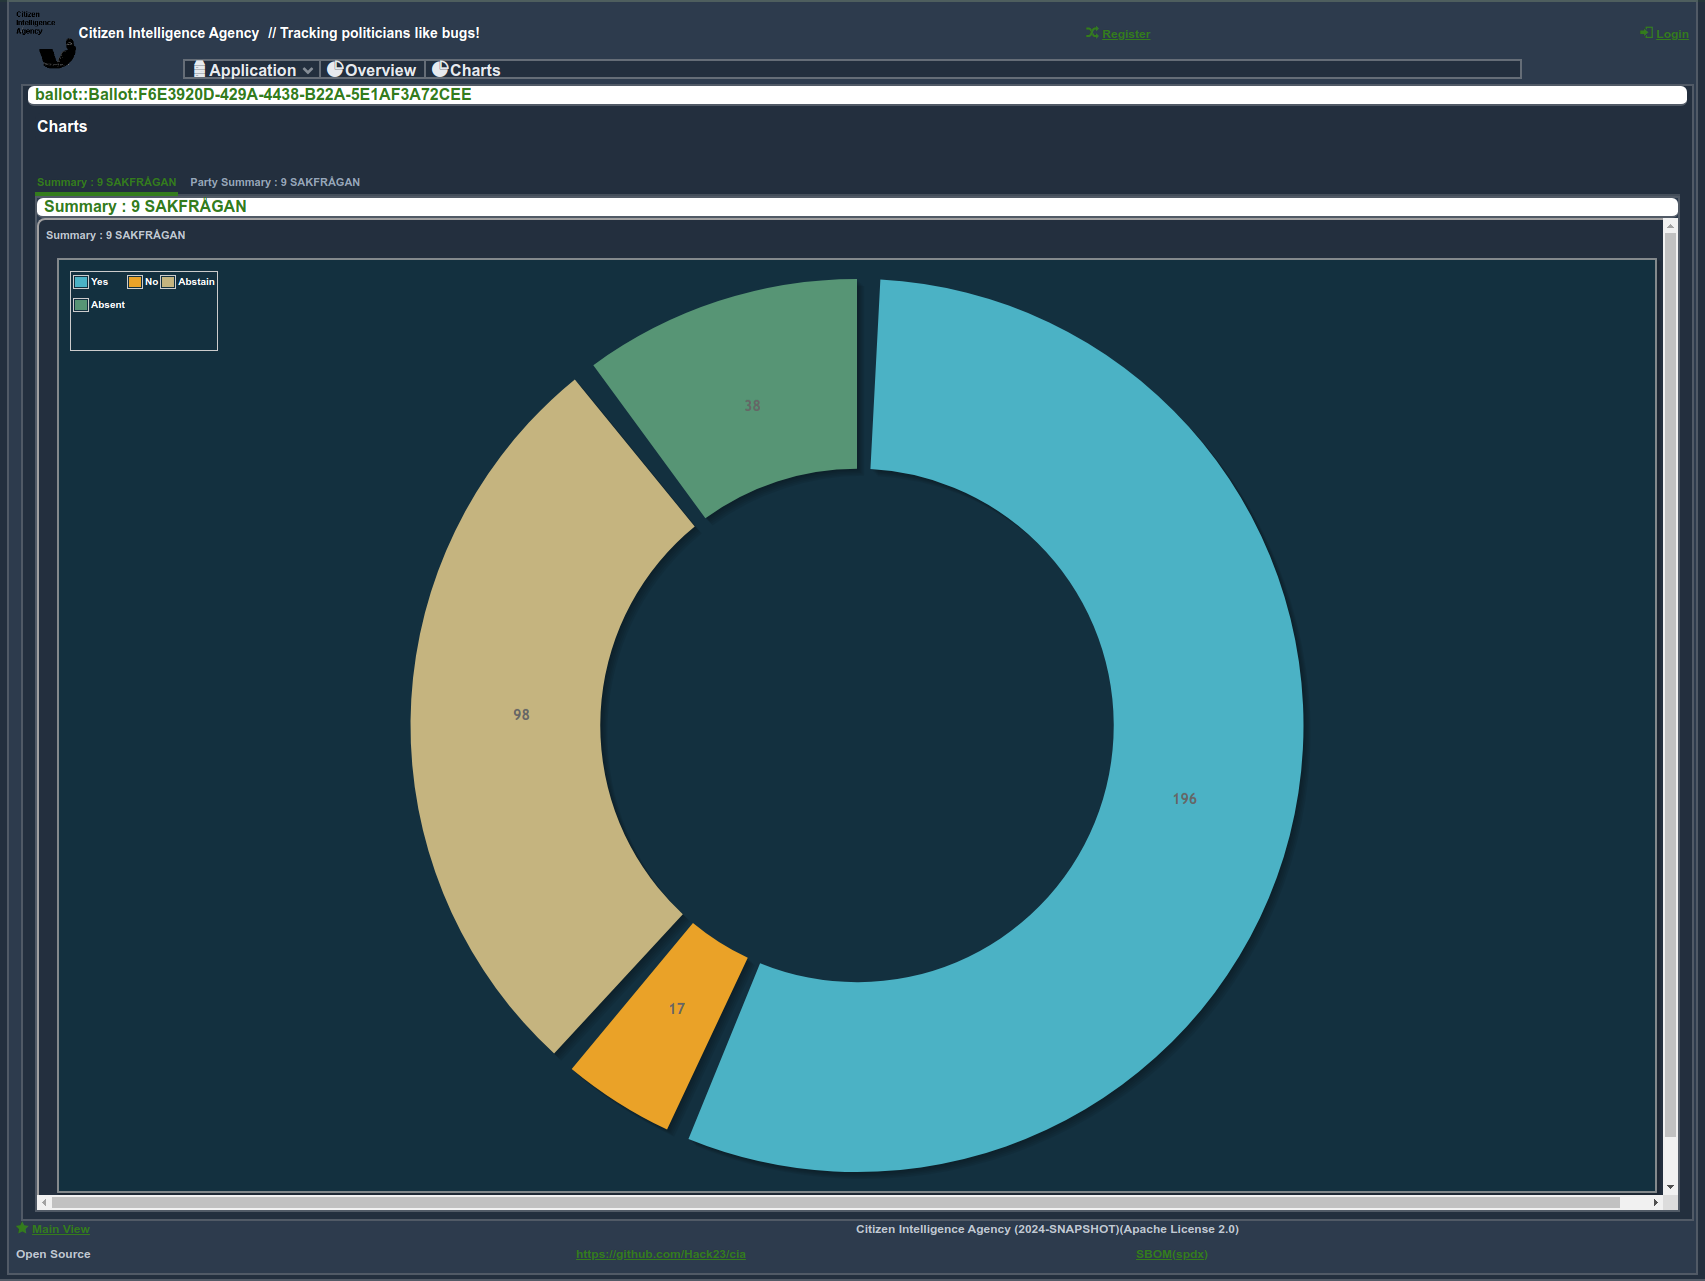 Citizen
Intelligence
Agency
Citizen Intelligence Agency // Tracking politicians like bugs!
Register
Login
Application
Overview
Charts
ballot::Ballot:F6E3920D-429A-4438-B22A-5E1AF3A72CEE
Charts
Summary : 9 SAKFRÅGAN
Party Summary : 9 SAKFRÅGAN
Summary : 9 SAKFRÅGAN
Summary : 9 SAKFRÅGAN
Yes
No
Abstain
Absent
38
98
196
17
Main View
Citizen Intelligence Agency (2024-SNAPSHOT)(Apache License 2.0)
Open Source
https://github.com/Hack23/cia
SBOM(spdx)